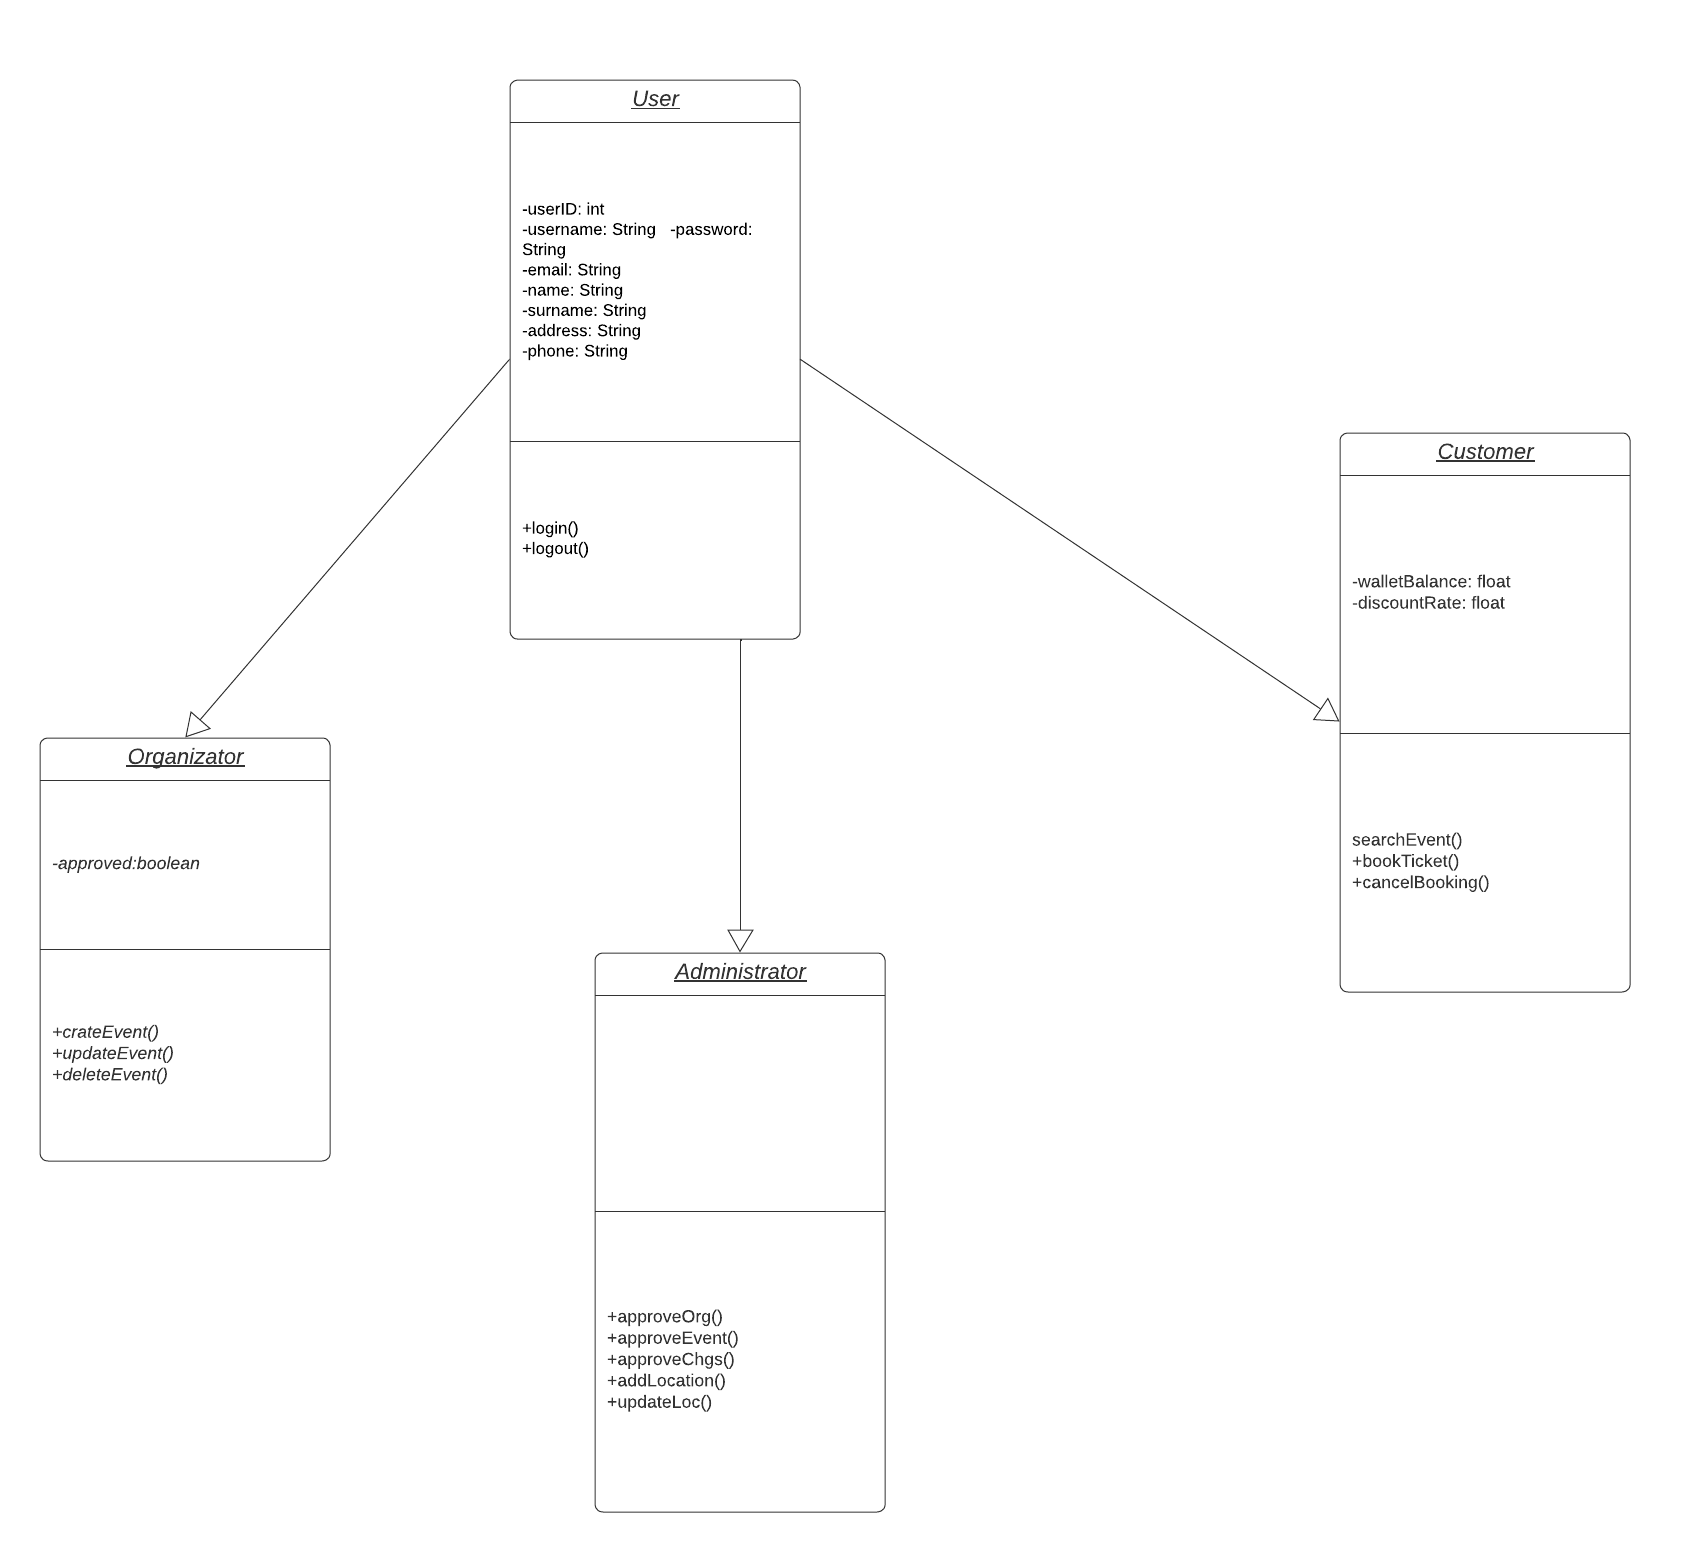 User
-userID: int
-username: String   -password:
String
-email: String
-name: String
-surname: String
-address: String
-phone: String
+login()
+logout()
Customer
-walletBalance: float
-discountRate: float
searchEvent()
+bookTicket()
+cancelBooking()
Organizator
-approved:boolean
+crateEvent()
+updateEvent()
+deleteEvent()
Administrator
+approveOrg()
+approveEvent()
+approveChgs()
+addLocation()
+updateLoc()